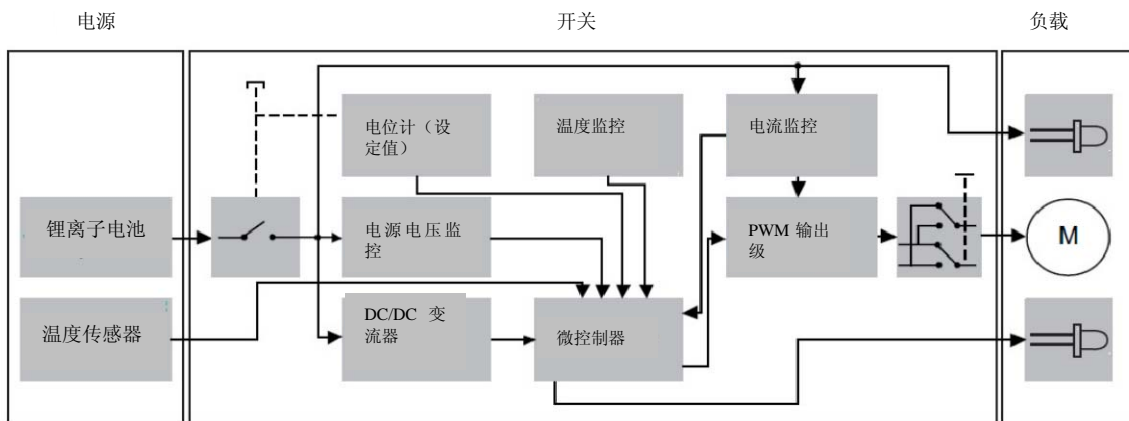 电源
开关
负载
电位计（设
定值）
温度监控
电流监控
锂离子电池
电源电压监
控
PWM 输出
级
M
温度传感器
DC/DC 变
流器
微控制器